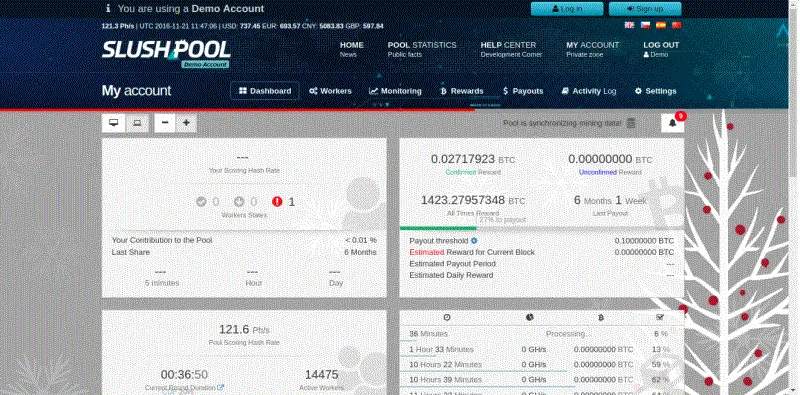 You are using a Demo Account
Log in
Sign up
121.3 Ph/s | UTC 2016-11-21 11:47:06 | USD: 737.45 EUR: 693.57 CNY: 5083.83 GBP: 597.84
SLUSH POOL
Demo Account
HOME
News
POOL STATISTICS
Public facts
HELP CENTER
Development Corner
MY ACCOUNT
Private zone
LOG OUT
Demo
My account
Dashboard
Workers
Monitoring
Rewards
Payouts
Activity Log
Settings
Pool is synchronizing mining data!
9
---
Your Scoring Hash Rate
0 0 1
Workers States
Your Contribution to the Pool < 0.01 %
Last Share 6 Months
--- --- ---
5 minutes Hour Day
0.02717923 BTC 0.00000000 BTC
Confirmed Reward Unconfirmed Reward
1423.27957348 BTC 6 Months 1 Week
All Times Reward Last Payout
27% to payout
Payout threshold 0.10000000 BTC
Estimated Reward for Current Block 0.00000000 BTC
Estimated Payout Period ---
Estimated Daily Reward ---
121.6 Ph/s
Pool Scoring Hash Rate
00:36:50 14475
Current Round Duration Active Workers
CDF
36 Minutes Processing... 6 %
1 Hour 33 Minutes 0 GH/s 0.00000000 BTC 13 %
10 Hours 22 Minutes 0 GH/s 0.00000000 BTC 59 %
10 Hours 39 Minutes 0 GH/s 0.00000000 BTC 62 %